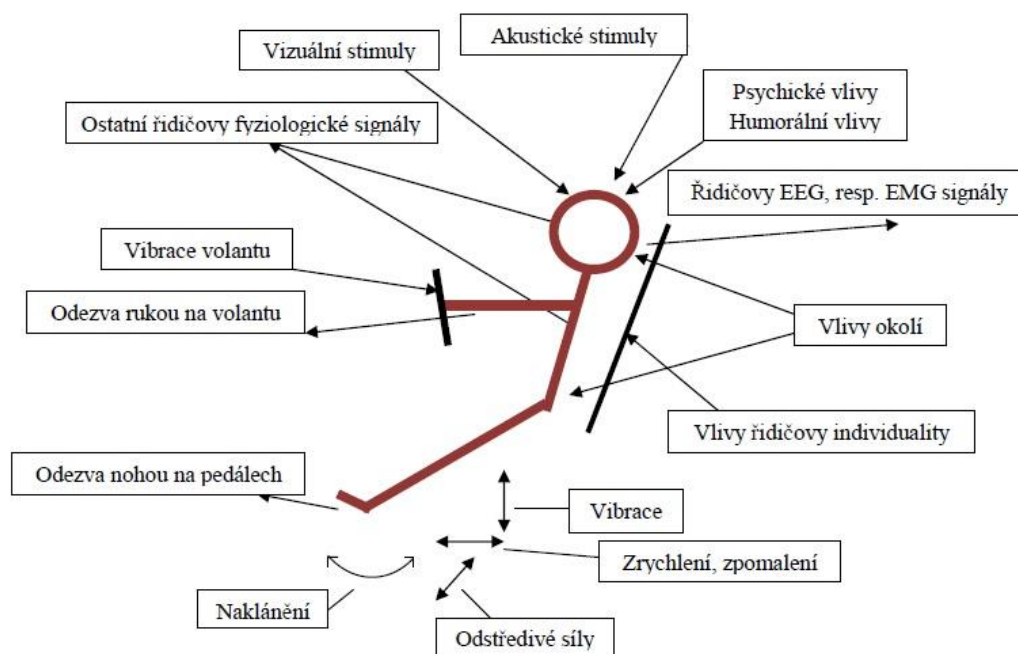 Akustické stimuly
Vizuální stimuly
Psychické vlivy
Humorální vlivy
Ostatní řidičovy fyziologické signály
Řidičovy EEG, resp. EMG signály
Vibrace volantu
Odezva rukou na volantu
Vlivy okolí
Vlivy řidičovy individuality
Odezva nohou na pedálech
Vibrace
Zrychlení, zpomalení
Naklánění
Odstředivé síly